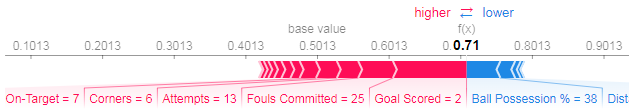 higher ⇄ lower
base value f(x)
0.1013 0.2013 0.3013 0.4013 0.5013 0.6013 0.71 0.8013 0.9013
On-Target = 7 Corners = 6 Attempts = 13 Fouls Committed = 25 Goal Scored = 2 Ball Possession % = 38 Dist